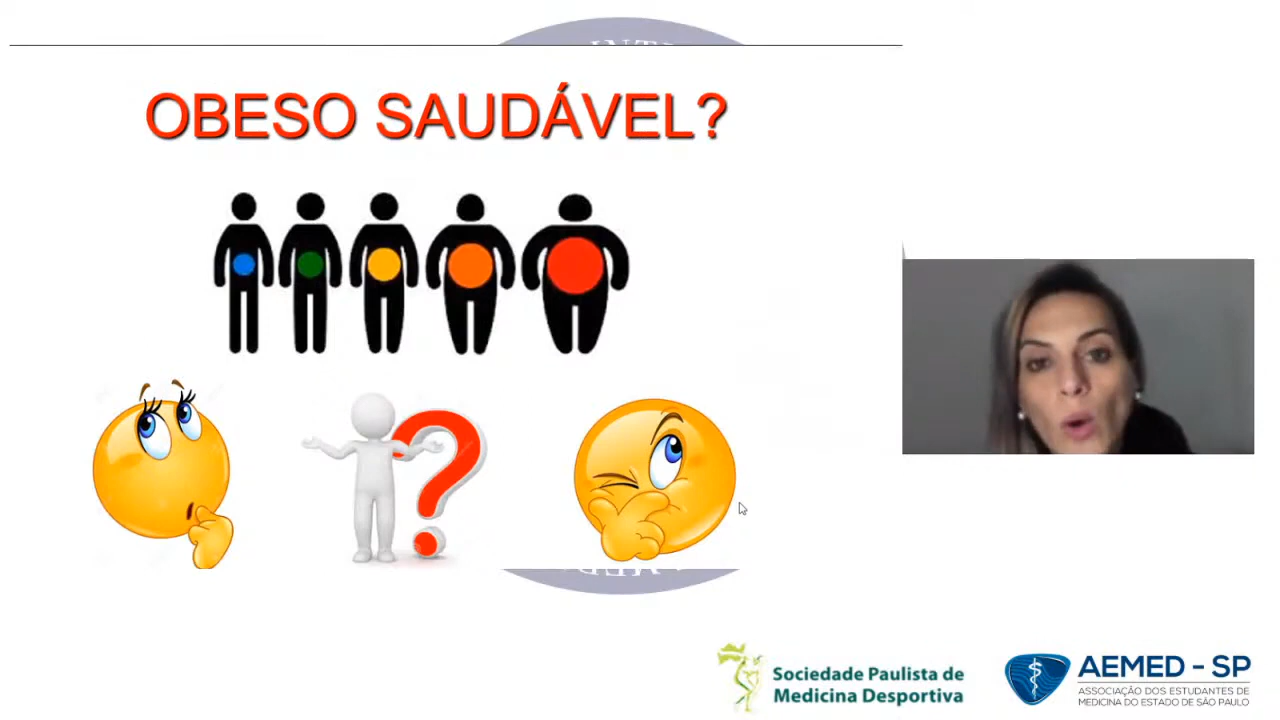 OBESO SAUDÁVEL?
Sociedade Paulista de
Medicina Desportiva
AEMED - SP
ASSOCIAÇÃO DOS ESTUDANTES DE
MEDICINA DO ESTADO DE SÃO PAULO